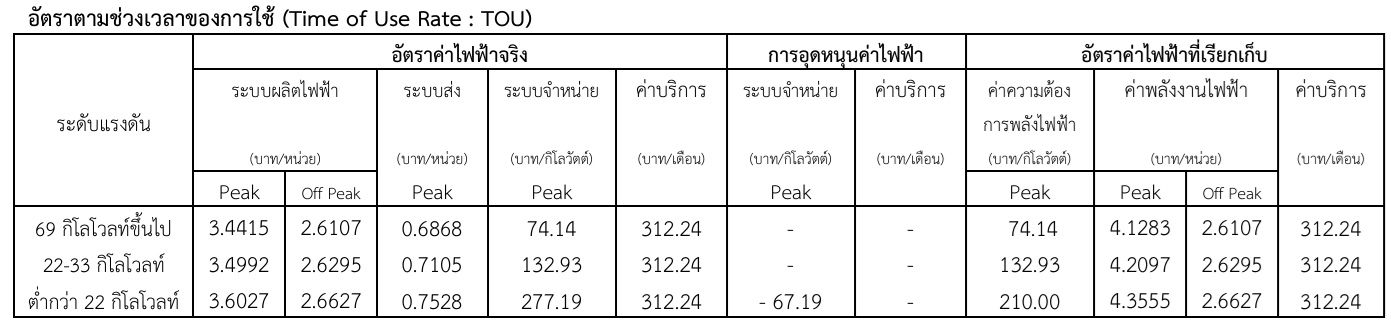 อัตราตามช่วงเวลาของการใช้ (Time of Use Rate : TOU)
ระดับแรงดัน อัตราค่าไฟฟ้าจริง การอุดหนุนค่าไฟฟ้า อัตราค่าไฟฟ้าที่เรียกเก็บ
ระบบผลิตไฟฟ้า ระบบส่ง ระบบจำหน่าย ค่าบริการ ระบบจำหน่าย ค่าบริการ ค่าความต้องการพลังไฟฟ้า ค่าพลังงานไฟฟ้า ค่าบริการ
(บาท/หน่วย) (บาท/หน่วย) (บาท/กิโลวัตต์) (บาท/เดือน) (บาท/กิโลวัตต์) (บาท/เดือน) (บาท/กิโลวัตต์) (บาท/หน่วย) (บาท/เดือน)
Peak Off Peak Peak Peak Peak Peak Peak Off Peak
69 กิโลโวลท์ขึ้นไป 3.4415 2.6107 0.6868 74.14 312.24 - - 74.14 4.1283 2.6107 312.24
22-33 กิโลโวลท์ 3.4992 2.6295 0.7105 132.93 312.24 - - 132.93 4.2097 2.6295 312.24
ต่ำกว่า 22 กิโลโวลท์ 3.6027 2.6627 0.7528 277.19 312.24 - 67.19 - 210.00 4.3555 2.6627 312.24